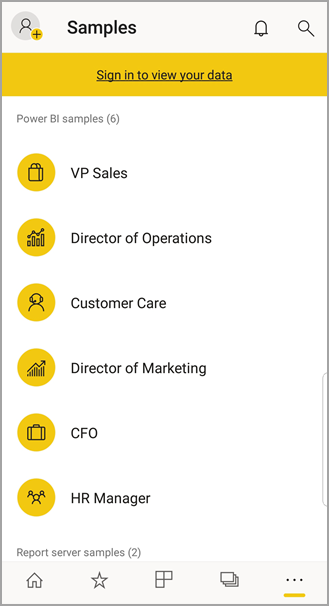 Samples
Sign in to view your data
Power BI samples (6)
VP Sales
Director of Operations
Customer Care
Director of Marketing
CFO
HR Manager
Report server samples (2)